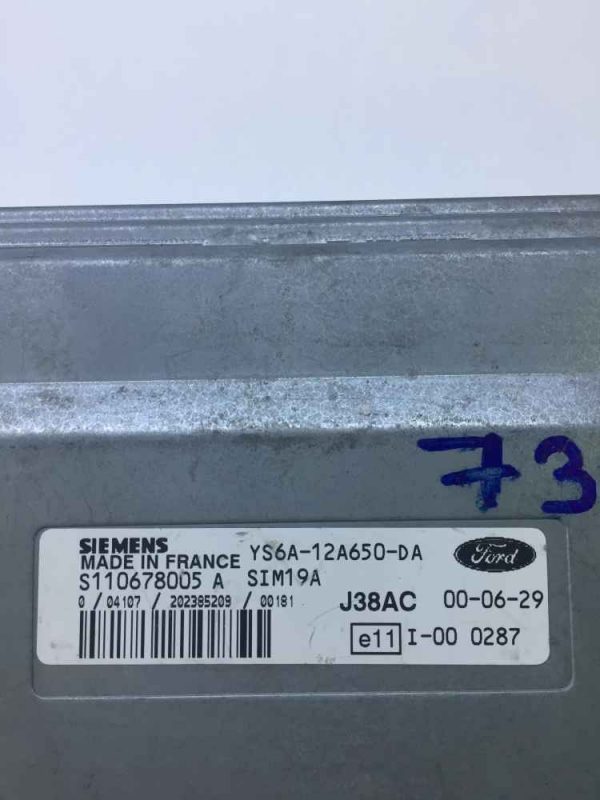 73
SIEMENS
MADE IN FRANCE YS6A-12A650-DA Ford
S110678005 A SIM19A
0 / 04107 / 202385209 / 00181 J38AC 00-06-29
e11 I-00 0287